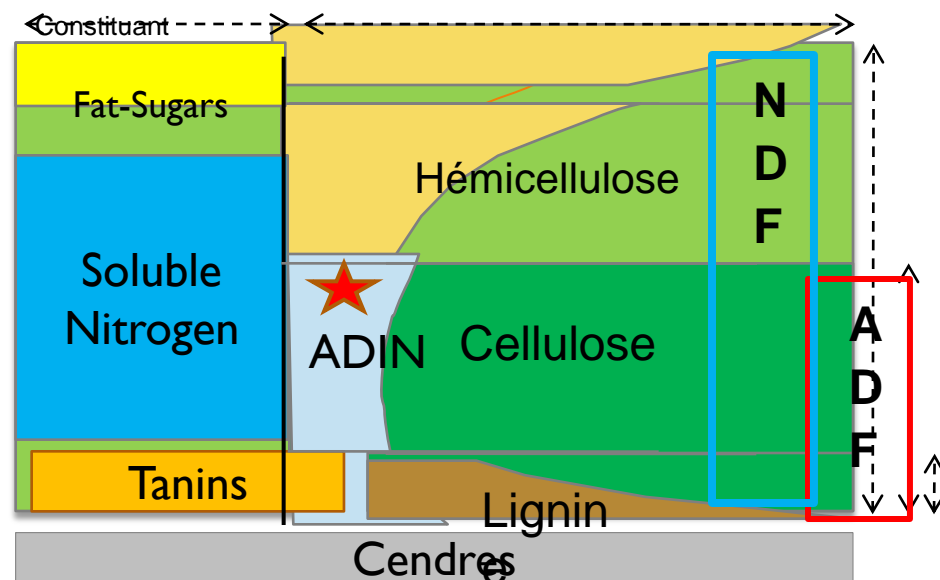 Constituant
Fat-Sugars
N
D
F
Hémicellulose
Soluble
Nitrogen
ADIN
Cellulose
A
D
F
Tanins
Lignin
e
Cendres